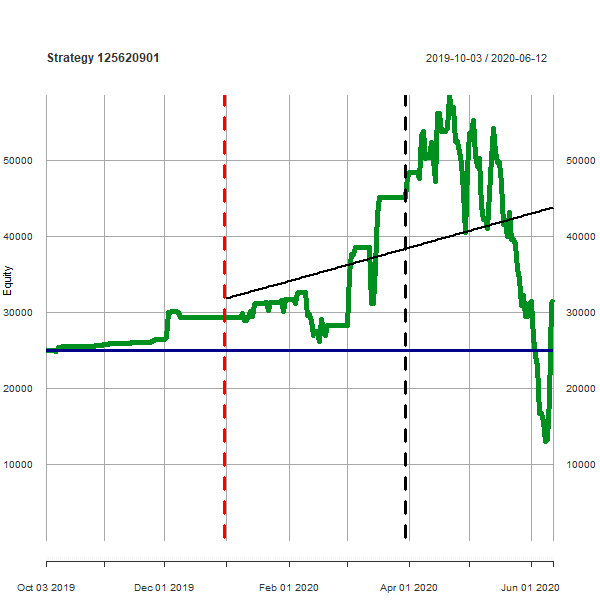 Strategy 125620901
2019-10-03 / 2020-06-12
50000
50000
40000
40000
Equity
30000
30000
20000
20000
10000
10000
Oct 03 2019
Dec 01 2019
Feb 01 2020
Apr 01 2020
Jun 01 2020